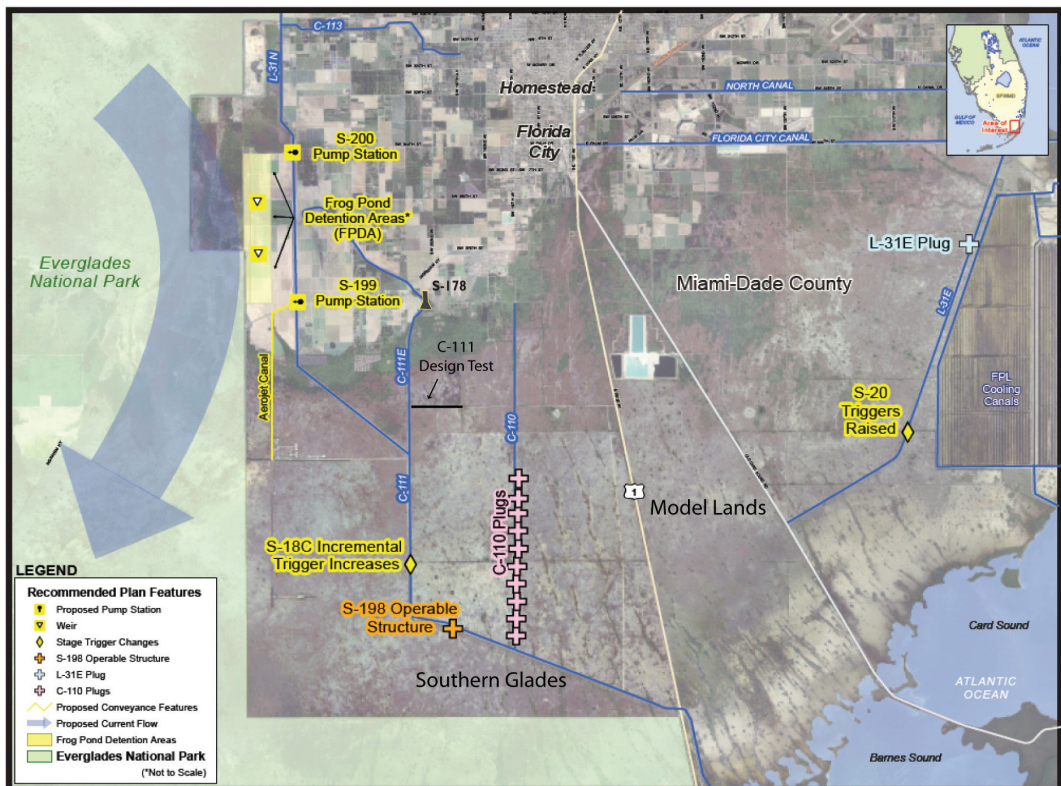 C-113
L-31N
Homestead
NORTH CANAL
Florida
City
FLORIDA CITY CANAL
ATLANTIC
OCEAN
SFWMD
GULF OF
MEXICO
Area of
Interest
S-200
Pump Station
Frog Pond
Detention Areas*
(FPDA)
L-31E Plug
Everglades
National Park
S-199
Pump Station
S-178
Miami-Dade County
L-31E
C-111
Design Test
C-111E
Aerojet Canal
FPL
Cooling
Canals
S-20
Triggers
Raised
C-110
C-111
C-110 Plugs
1
Model Lands
S-18C Incremental
Trigger Increases
S-198 Operable
Structure
Southern Glades
Card Sound
ATLANTIC
OCEAN
Barnes Sound
LEGEND
Recommended Plan Features
Proposed Pump Station
Weir
Stage Trigger Changes
S-198 Operable Structure
L-31E Plug
C-110 Plugs
Proposed Conveyance Features
Proposed Current Flow
Frog Pond Detention Areas
Everglades National Park
(*Not to Scale)